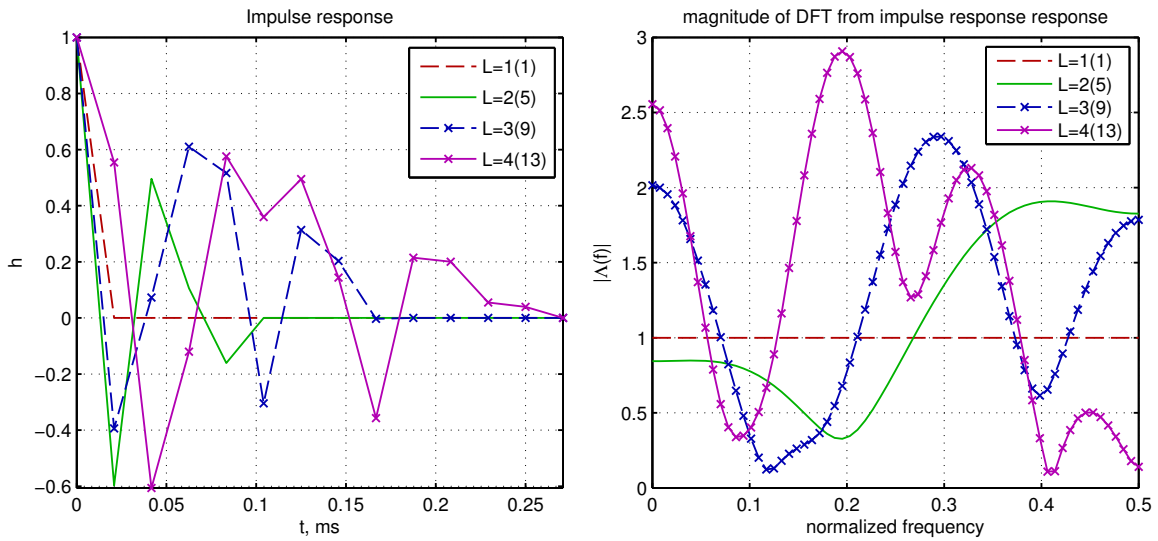 Impulse response
1
0.8
0.6
0.4
0.2
0
−0.2
−0.4
−0.6
h
0
0.05
0.1
0.15
0.2
0.25
t, ms
L=1(1)
L=2(5)
L=3(9)
L=4(13)
magnitude of DFT from impulse response response
3
2.5
2
1.5
1
0.5
0
|Λ(f)|
0
0.1
0.2
0.3
0.4
0.5
normalized frequency
L=1(1)
L=2(5)
L=3(9)
L=4(13)